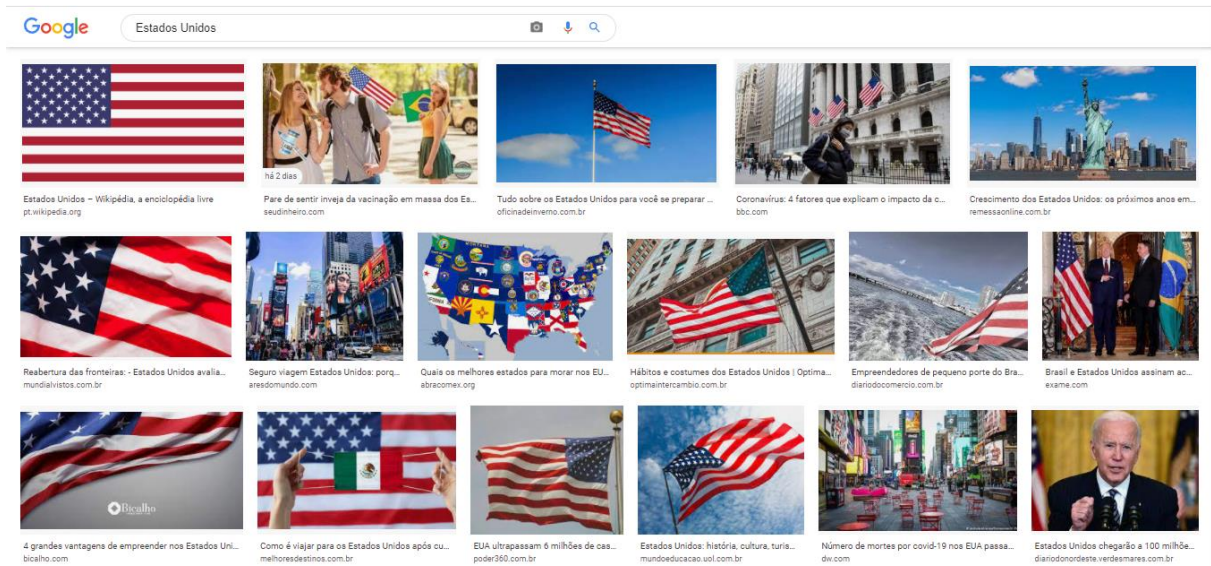 Google
Estados Unidos
há 2 dias
Estados Unidos – Wikipédia, a enciclopédia livre
pt.wikipedia.org
Pare de sentir inveja da vacinação em massa dos Es...
seudinheiro.com
Tudo sobre os Estados Unidos para você se preparar ...
oficinadeinverno.com.br
Coronavírus: 4 fatores que explicam o impacto da c...
bbc.com
Crescimento dos Estados Unidos: os próximos anos em...
remessaonline.com.br
MONTANA
Reabertura das fronteiras: - Estados Unidos avalia...
mundialvistos.com.br
Seguro viagem Estados Unidos: porq...
aresdomundo.com
Quais os melhores estados para morar nos EU...
abracomex.org
Hábitos e costumes dos Estados Unidos | Optima...
optimaintercambio.com.br
Empreendedores de pequeno porte do Bra...
diariodocomercio.com.br
Brasil e Estados Unidos assinam ac...
exame.com
Bicalho
4 grandes vantagens de empreender nos Estados Uni...
bicalho.com
Como é viajar para os Estados Unidos após cu...
melhoresdestinos.com.br
EUA ultrapassam 6 milhões de cas...
poder360.com.br
Estados Unidos: história, cultura, turis...
mundoeducacao.uol.com.br
Número de mortes por covid-19 nos EUA passa...
dw.com
Estados Unidos chegarão a 100 milhõe...
diariodonordeste.verdesmares.com.br